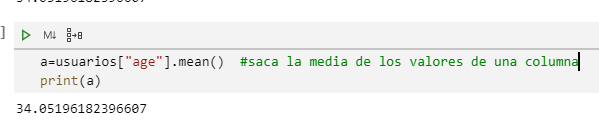 ]
M↓
a=usuarios["age"].mean()  #saca la media de los valores de una columna
print(a)
34.05196182396607